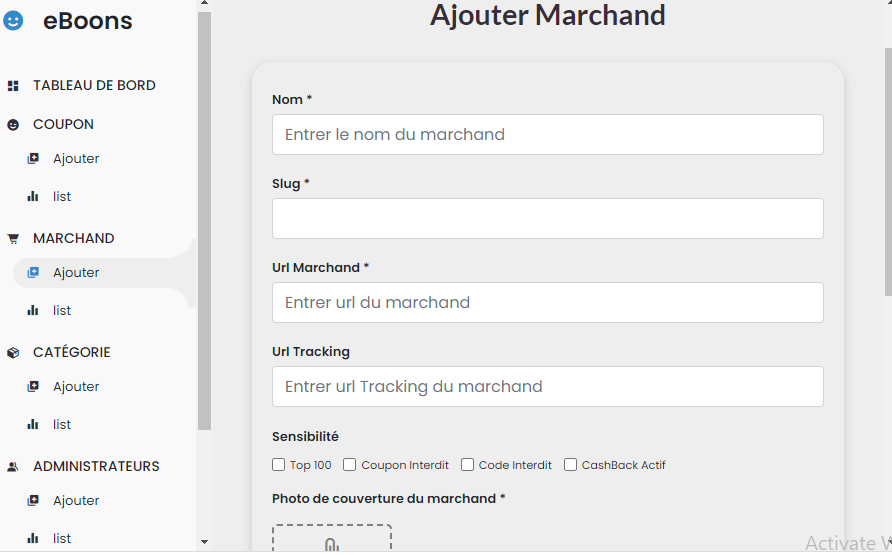 eBoons
TABLEAU DE BORD
COUPON
Ajouter
list
MARCHAND
Ajouter
list
CATÉGORIE
Ajouter
list
ADMINISTRATEURS
Ajouter
list
Ajouter Marchand
Nom *
Entrer le nom du marchand
Slug *
Url Marchand *
Entrer url du marchand
Url Tracking
Entrer url Tracking du marchand
Sensibilité
Top 100 Coupon Interdit Code Interdit CashBack Actif
Photo de couverture du marchand *
Activate